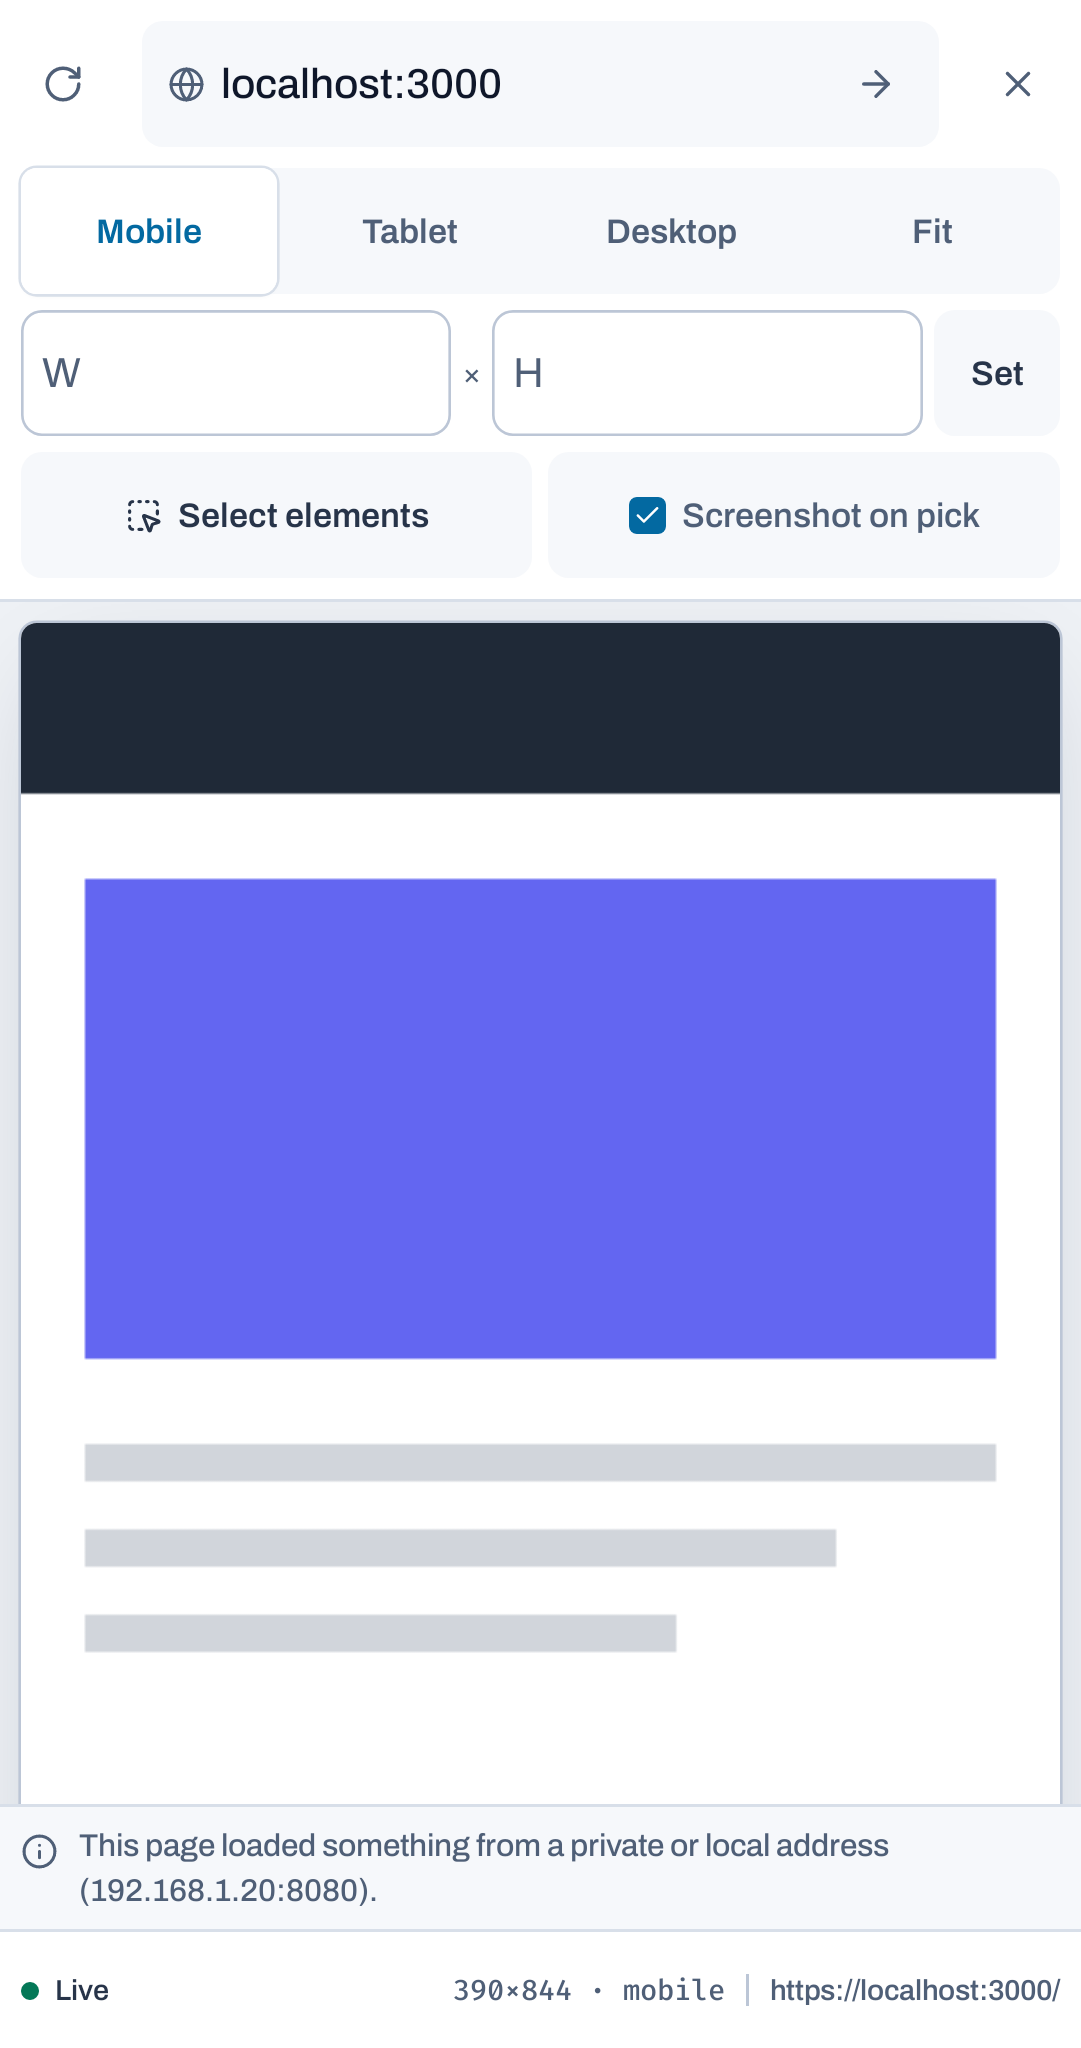 localhost:3000
Mobile Tablet Desktop Fit
W × H Set
Select elements Screenshot on pick
This page loaded something from a private or local address
(192.168.1.20:8080).
Live 390×844 · mobile https://localhost:3000/